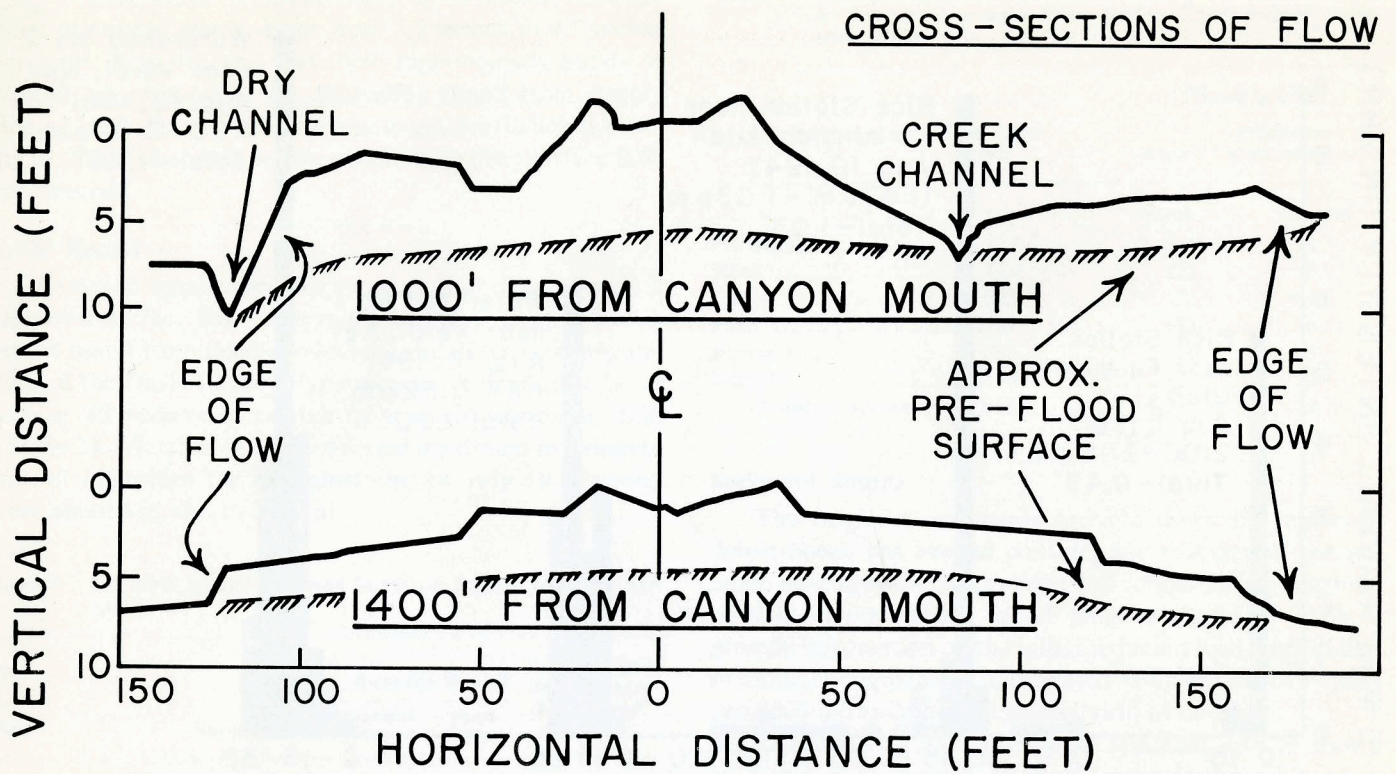 CROSS-SECTIONS OF FLOW
DRY
CHANNEL
CREEK
CHANNEL
VERTICAL DISTANCE (FEET)
0
5
10
1000' FROM CANYON MOUTH
EDGE
OF
FLOW
℄
APPROX.
PRE-FLOOD
SURFACE
EDGE
OF
FLOW
0
5
10
1400' FROM CANYON MOUTH
150 100 50 0 50 100 150
HORIZONTAL DISTANCE (FEET)